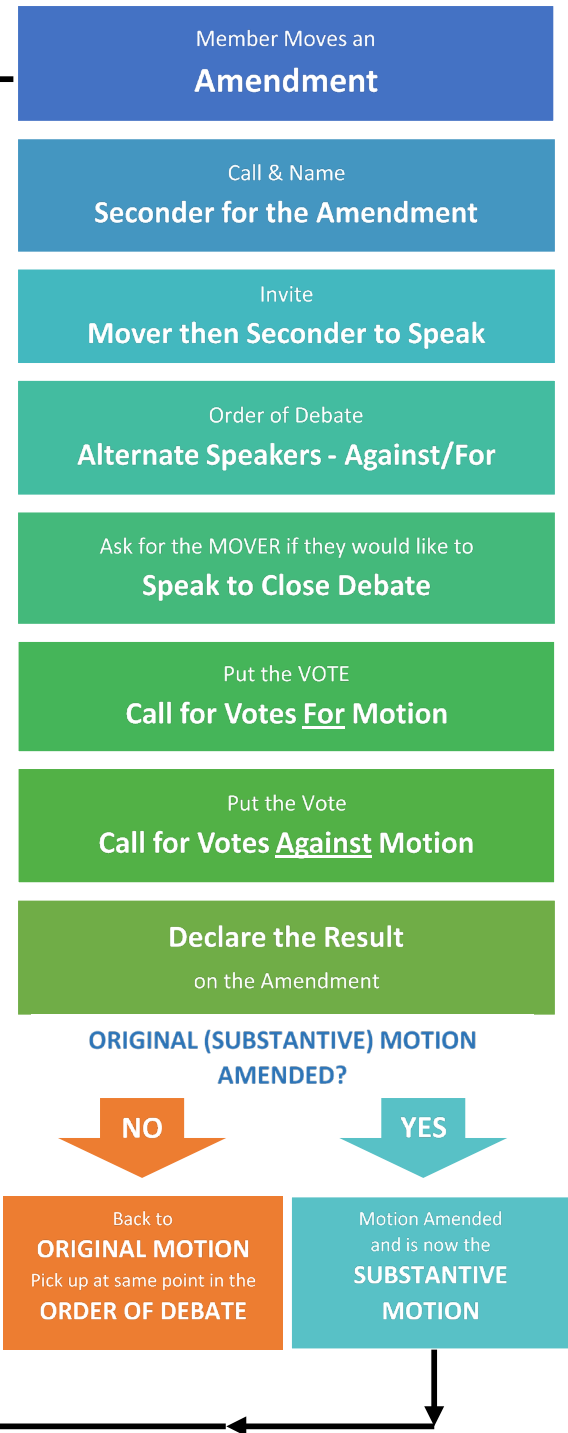 Member Moves an
Amendment
Call & Name
Seconder for the Amendment
Invite
Mover then Seconder to Speak
Order of Debate
Alternate Speakers - Against/For
Ask for the MOVER if they would like to
Speak to Close Debate
Put the VOTE
Call for Votes For Motion
Put the Vote
Call for Votes Against Motion
Declare the Result
on the Amendment
ORIGINAL (SUBSTANTIVE) MOTION
AMENDED?
NO
YES
Back to
ORIGINAL MOTION
Pick up at same point in the
ORDER OF DEBATE
Motion Amended
and is now the
SUBSTANTIVE
MOTION